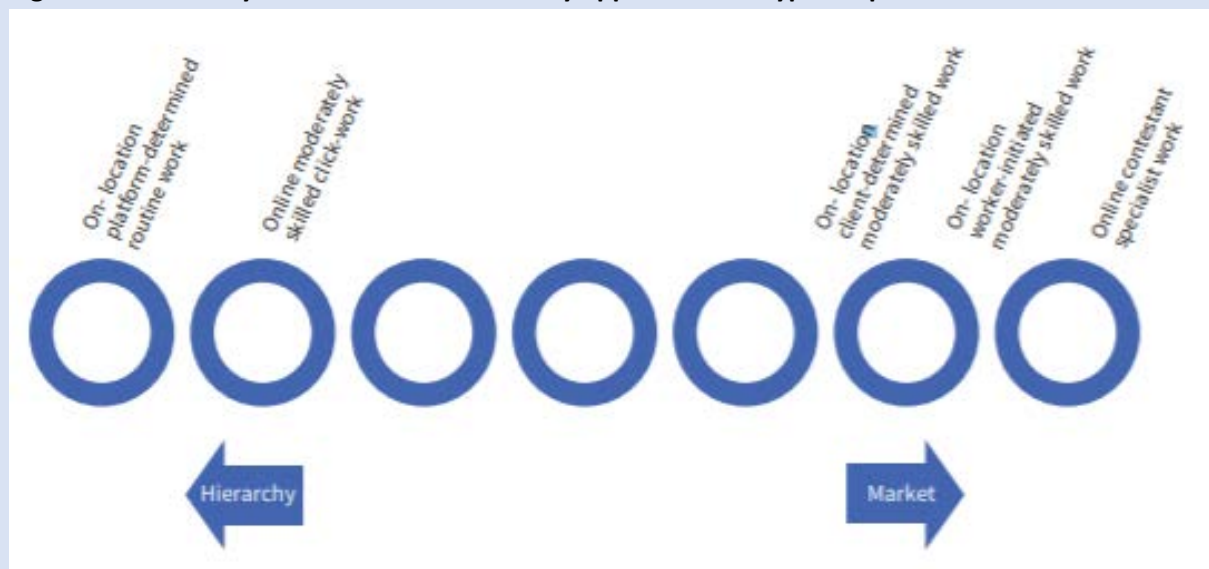 On- location
platform-determined
routine work
Online moderately
skilled click-work
On- location
client-determined
moderately skilled work
On- location
worker-initiated
moderately skilled work
Online contestant
specialist work
Hierarchy
Market